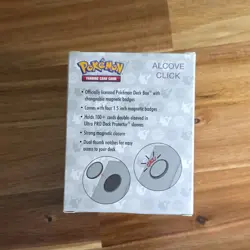 POKÉMON
TRADING CARD GAME
ALCOVE
CLICK
• Officially licensed Pokémon Deck Box™ with
changeable magnetic badges
• Comes with four 1.5 inch magnetic badges
• Holds 100+ cards double-sleeved in
Ultra PRO Deck Protector® sleeves
• Strong magnetic closure
• Dual thumb notches for easy
access to your deck